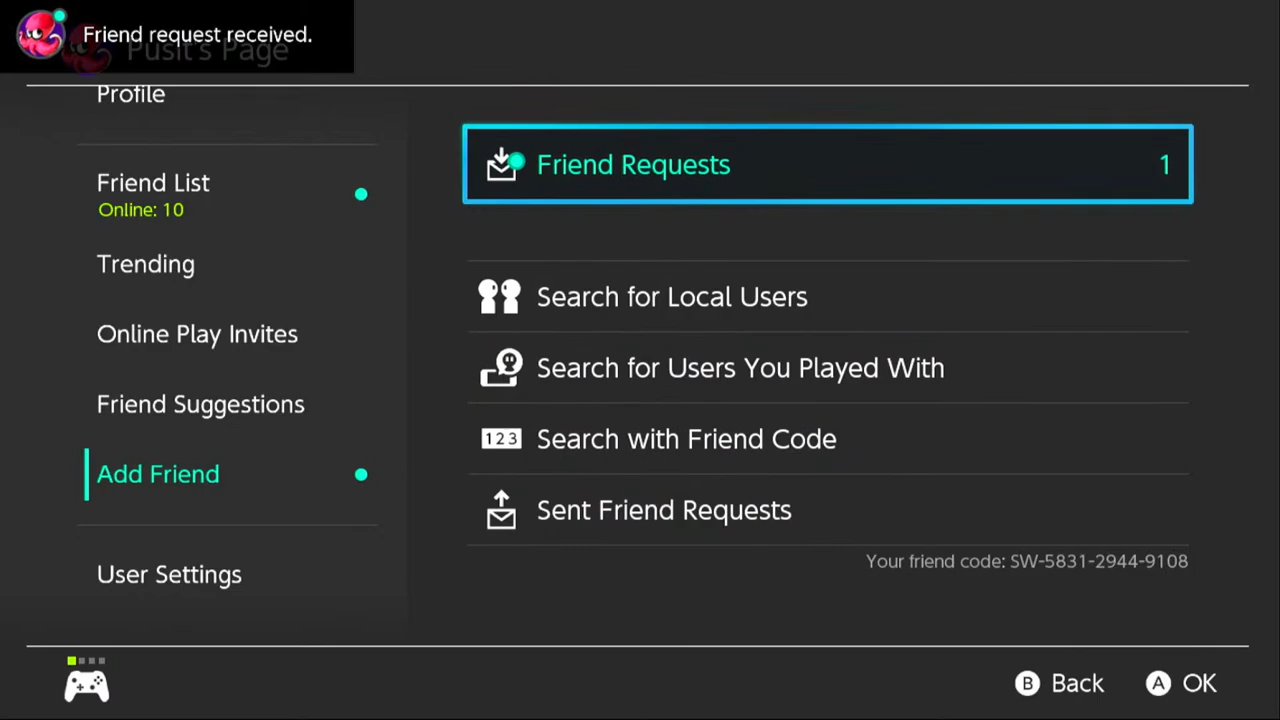 Friend request received.
Pusit's Page
Profile
Friend List
Online: 10
Trending
Online Play Invites
Friend Suggestions
Add Friend
User Settings
Friend Requests 1
Search for Local Users
Search for Users You Played With
123 Search with Friend Code
Sent Friend Requests
Your friend code: SW-5831-2944-9108
B Back A OK